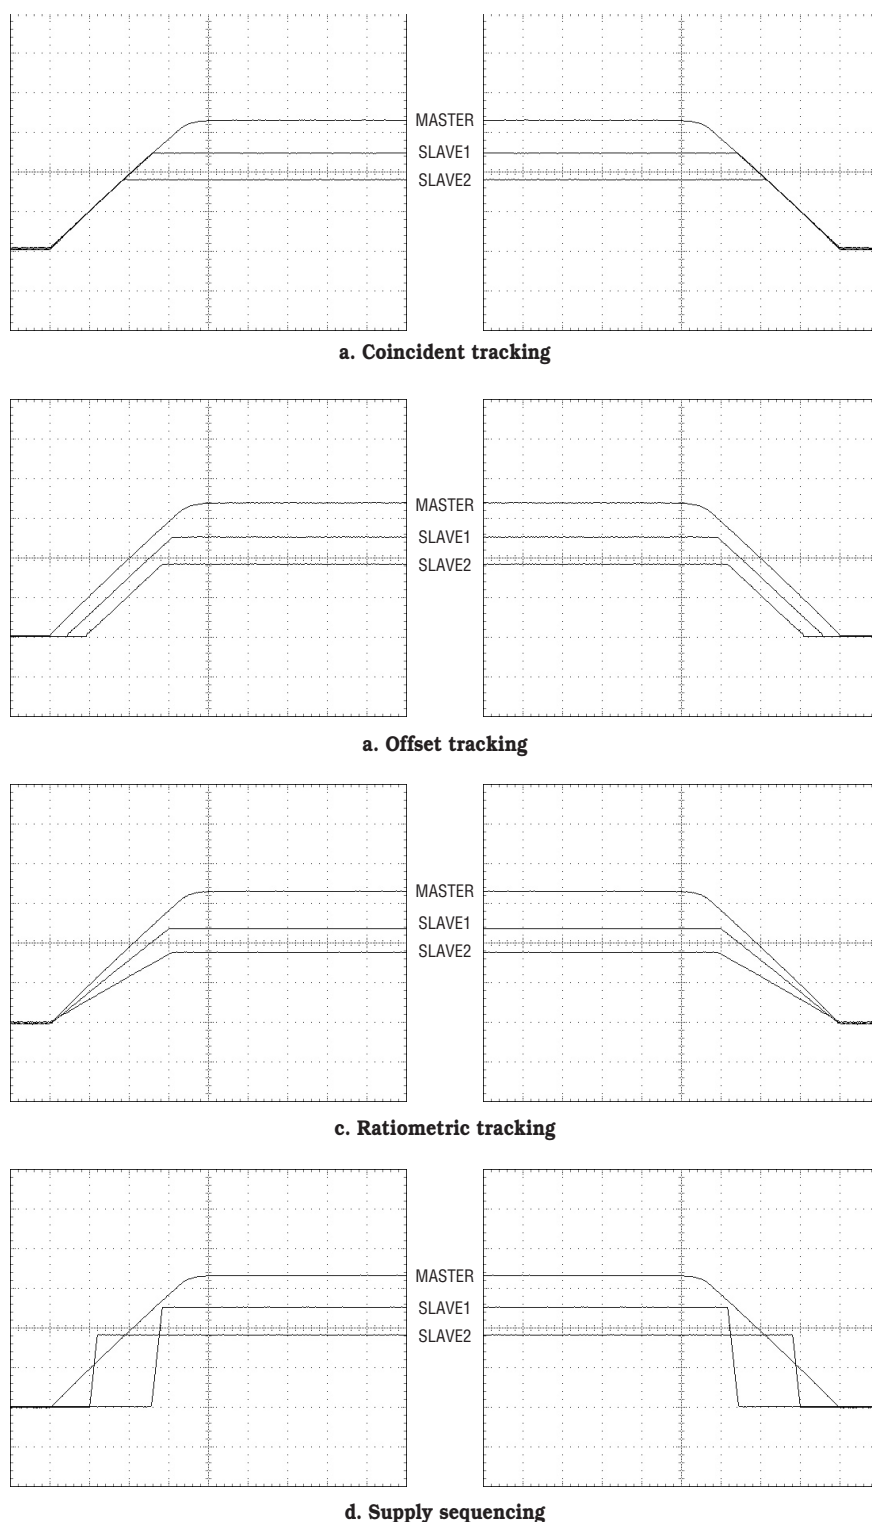 MASTER
SLAVE1
SLAVE2
a. Coincident tracking
MASTER
SLAVE1
SLAVE2
a. Offset tracking
MASTER
SLAVE1
SLAVE2
c. Ratiometric tracking
MASTER
SLAVE1
SLAVE2
d. Supply sequencing